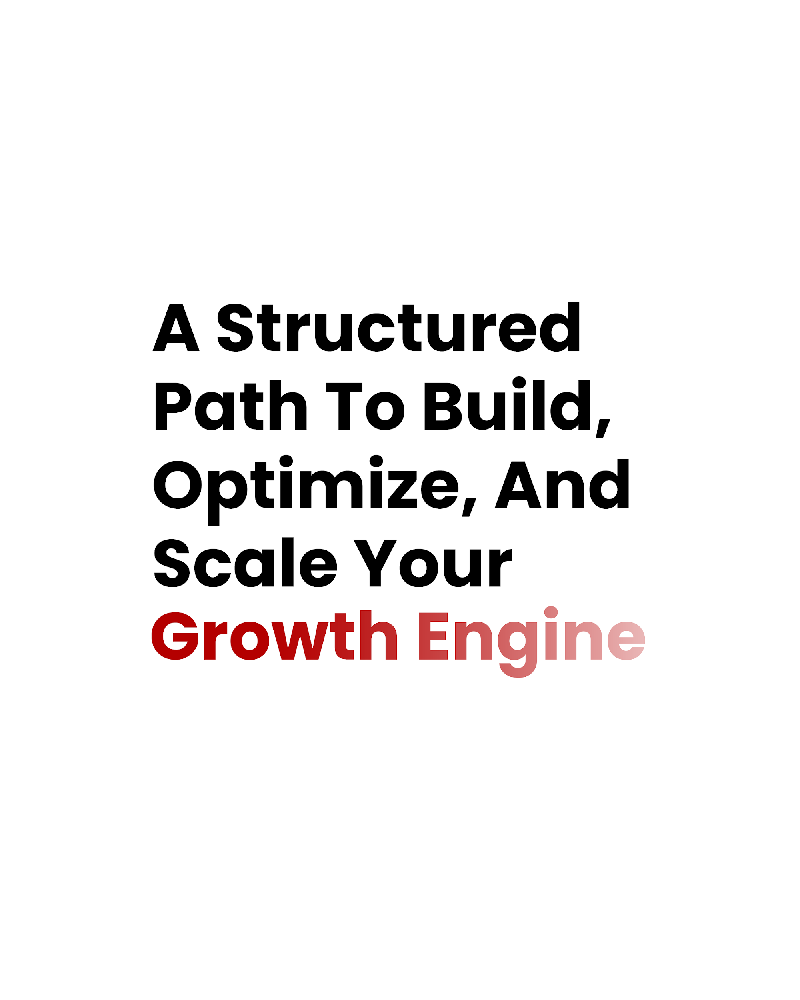 A Structured
Path To Build,
Optimize, And
Scale Your
Growth Engine